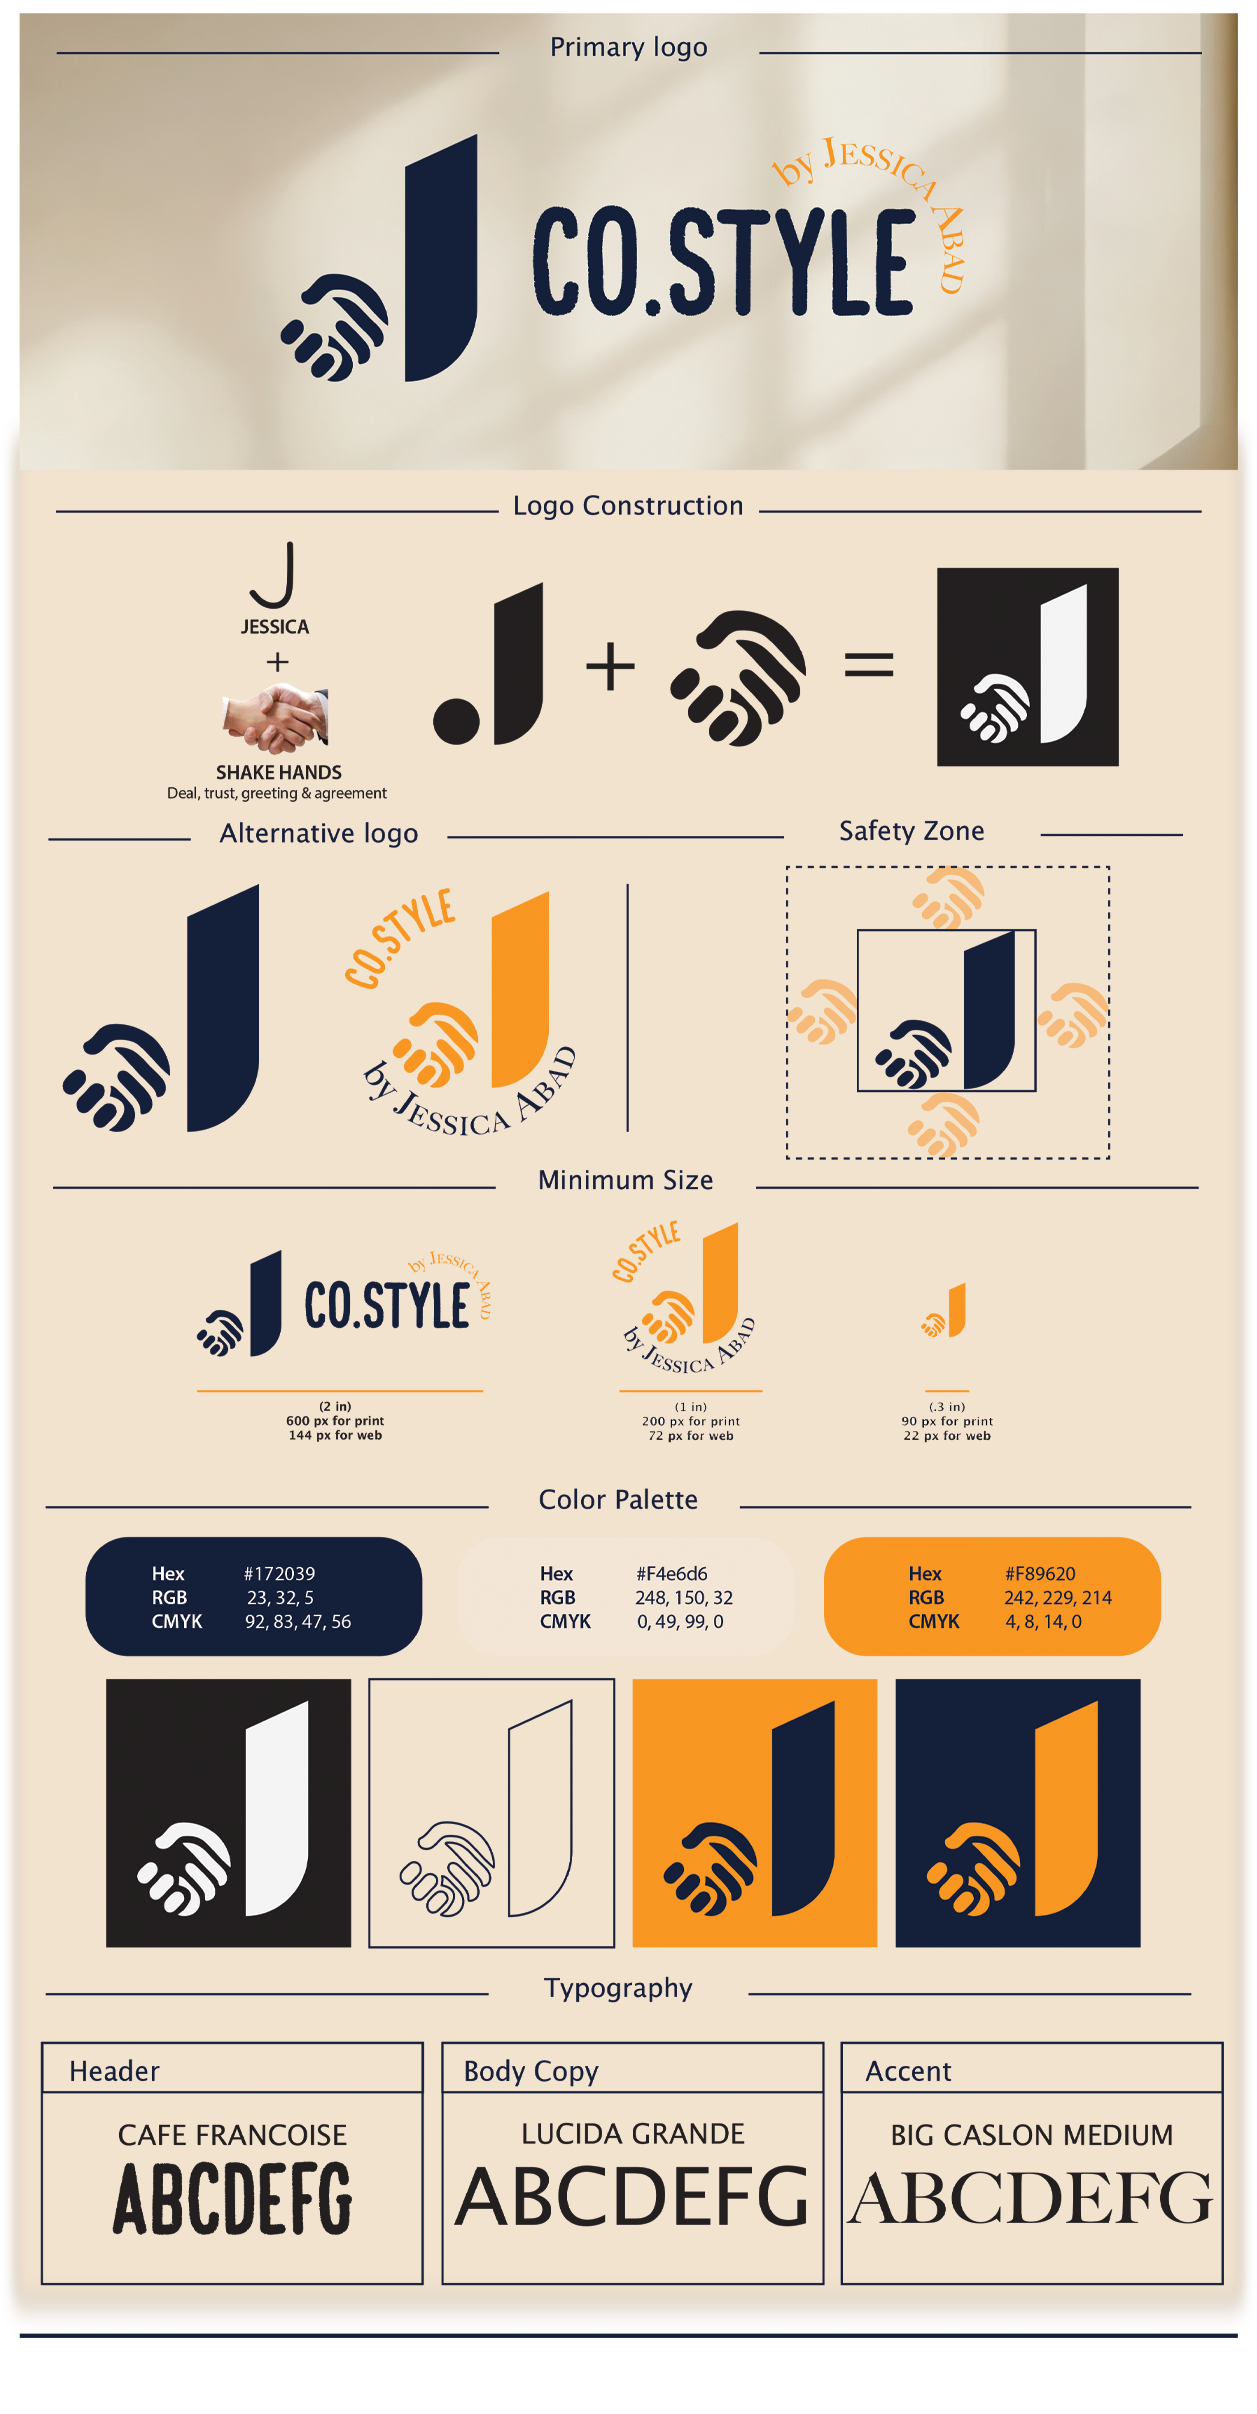 Primary logo
by JESSICA ABAD
CO.STYLE
Logo Construction
J
JESSICA
+
SHAKE HANDS
Deal, trust, greeting & agreement
+ =
Alternative logo
Safety Zone
CO.STYLE
by JESSICA ABAD
Minimum Size
by JESSICA ABAD
CO.STYLE
CO.STYLE
by JESSICA ABAD
(2 in)
600 px for print
144 px for web
(1 in)
200 px for print
72 px for web
(.3 in)
90 px for print
22 px for web
Color Palette
Hex #172039
RGB 23, 32, 5
CMYK 92, 83, 47, 56
Hex #F4e6d6
RGB 248, 150, 32
CMYK 0, 49, 99, 0
Hex #F89620
RGB 242, 229, 214
CMYK 4, 8, 14, 0
Typography
Header
CAFE FRANCOISE
ABCDEFG
Body Copy
LUCIDA GRANDE
ABCDEFG
Accent
BIG CASLON MEDIUM
ABCDEFG